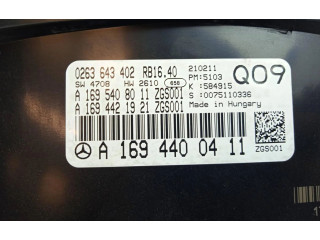 0263 643 402 RB16.40
SW 4708 HW 2610 658
A 169 540 80 11 ZGS001
A 169 442 19 21 ZGS001
210211
PM:5103
K :584915
S :0075110336
Made in Hungary
Q09
A 169 440 04 11
ZGS001